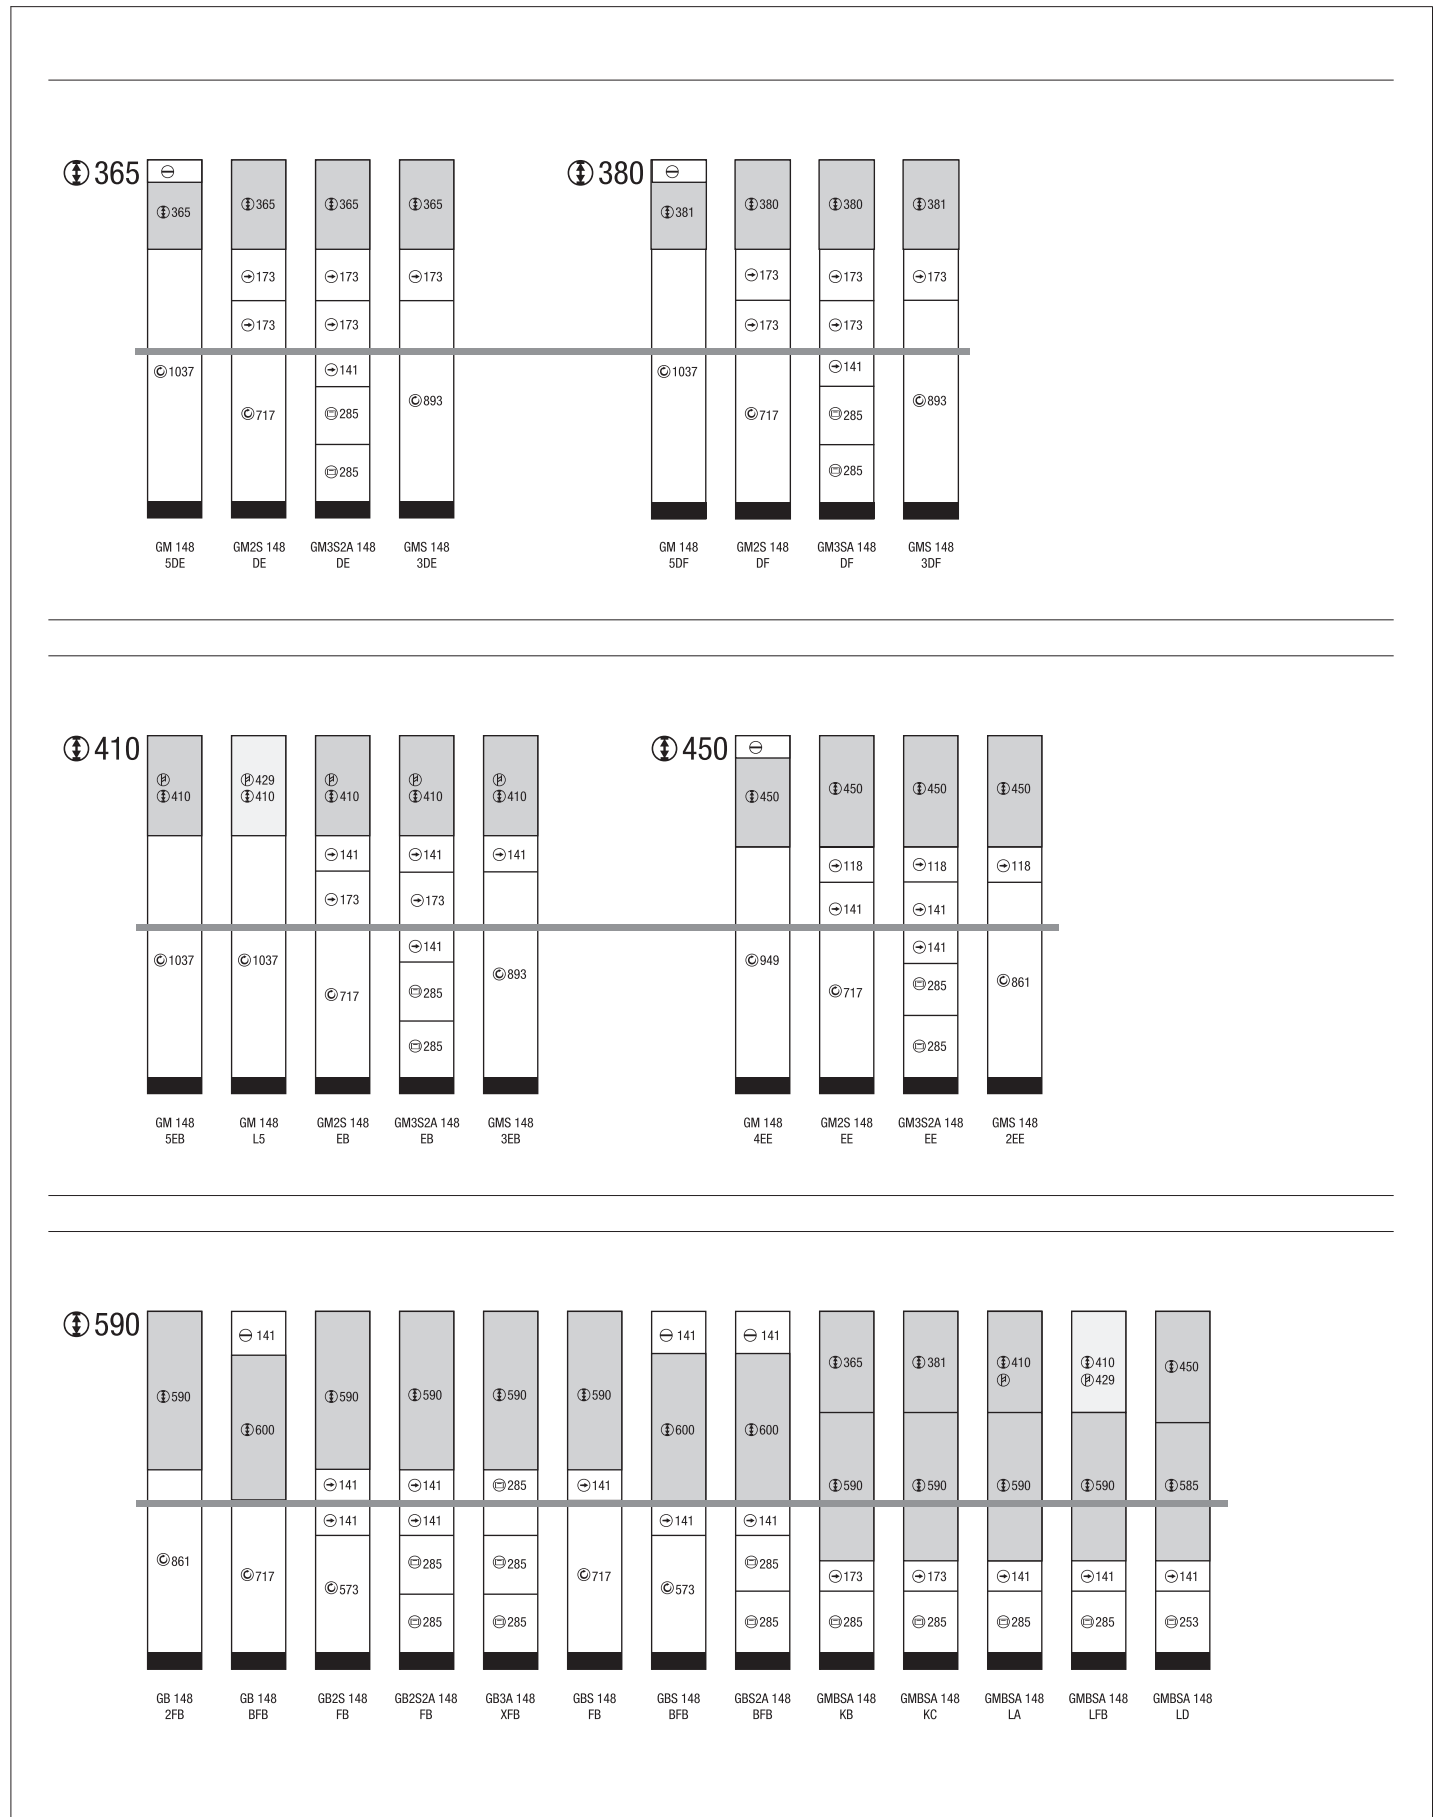 365
365
365
365
365
173
173
173
173
173
141
1037
717
285
893
285
GM 148
5DE
GM2S 148
DE
GM3S2A 148
DE
GMS 148
3DE
380
381
380
380
381
173
173
173
173
173
141
1037
717
285
893
285
GM 148
5DF
GM2S 148
DF
GM3SA 148
DF
GMS 148
3DF
410
410
429
410
410
410
410
141
141
141
173
173
141
1037
1037
717
285
893
285
GM 148
5EB
GM 148
L5
GM2S 148
EB
GM3S2A 148
EB
GMS 148
3EB
450
450
450
450
450
118
118
118
141
141
141
949
717
285
861
285
GM 148
4EE
GM2S 148
EE
GM3S2A 148
EE
GMS 148
2EE
590
590
861
GB 148
2FB
141
600
717
GB 148
BFB
590
141
141
573
GB2S 148
FB
590
141
141
285
285
GB2S2A 148
FB
590
285
285
285
GB3A 148
XFB
590
141
717
GBS 148
FB
141
600
141
573
GBS 148
BFB
141
600
141
285
285
GBS2A 148
BFB
365
590
173
285
GMBSA 148
KB
381
590
173
285
GMBSA 148
KC
410
590
141
285
GMBSA 148
LA
410
429
590
141
285
GMBSA 148
LFB
450
585
141
253
GMBSA 148
LD